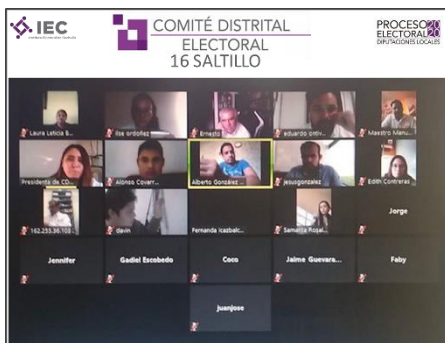 IEC
COMITÉ DISTRITAL
ELECTORAL
16 SALTILLO
PROCESO 2020
ELECTORAL
DIPUTACIONES LOCALES
Laura Leticia B...
ilse ordoñez
Ernesto
eduardo ontiv...
Maestro Manu...
Presidenta de CD...
Alonso Covarr...
Alberto González ...
jesusgonzalez
Edith Contreras
162.253.36.103...
davin
Fernanda Icazbalc...
Samanta Rosal...
Jorge
Jennifer
Gadiel Escobedo
Coco
Jaime Guevara...
Faby
juanjose